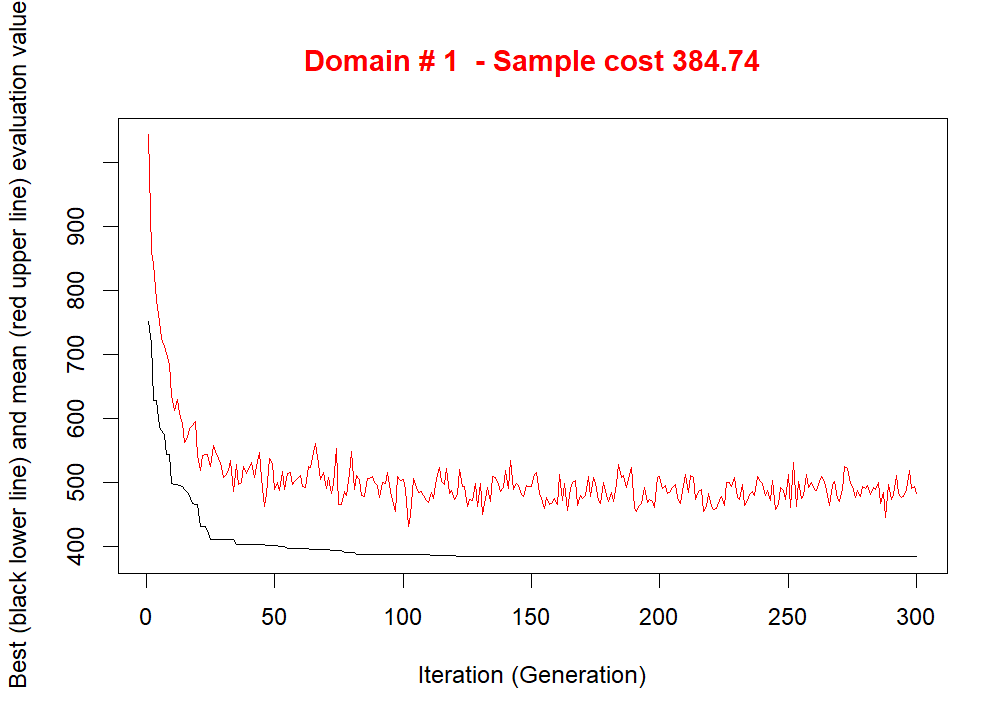 Domain # 1  - Sample cost 384.74
Best (black lower line) and mean (red upper line) evaluation value
900
800
700
600
500
400
0 50 100 150 200 250 300
Iteration (Generation)